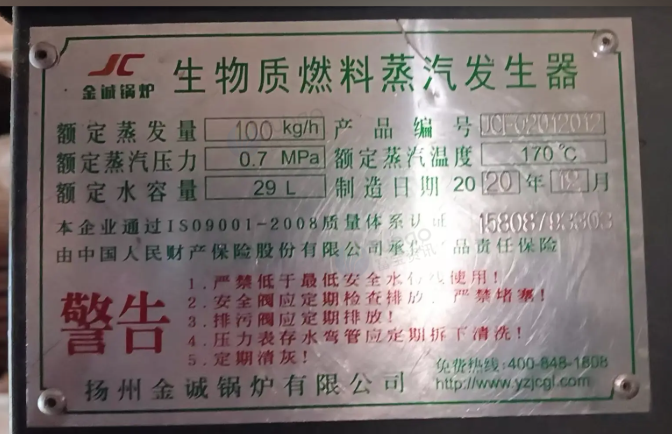 JC
金诚锅炉
生物质燃料蒸汽发生器
额定蒸发量 100 kg/h 产品编号
额定蒸汽压力 0.7 MPa 额定蒸汽温度 170℃
额定水容量 29 L 制造日期 2020年12月
本企业通过ISO9001-2008质量体系认证
由中国人民财产保险股份有限公司承保 品责任保险
警告
1.严禁低于最低安全水位线使用!
2.安全阀应定期检查排放,严禁堵塞!
3.排污阀应定期排放!
4.压力表存水弯管应定期拆下清洗!
5.定期清灰!
扬州金诚锅炉有限公司
免费热线:400-848-1808
http://www.yzjcgl.com